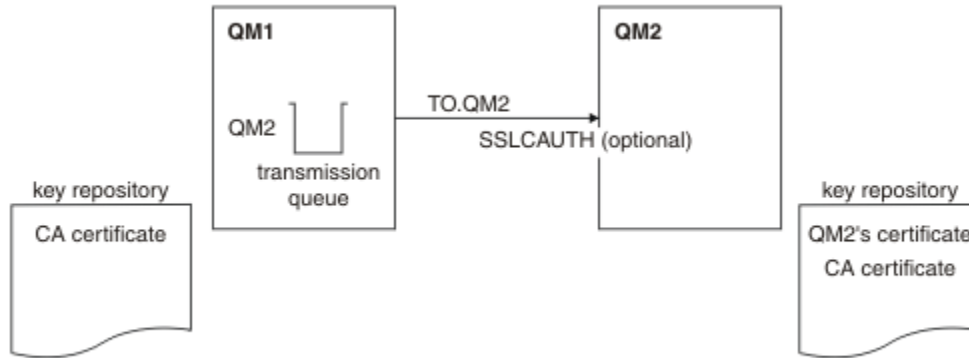 QM1
QM2
TO.QM2
QM2
SSLCAUTH (optional)
transmission
queue
key repository
CA certificate
key repository
QM2's certificate
CA certificate